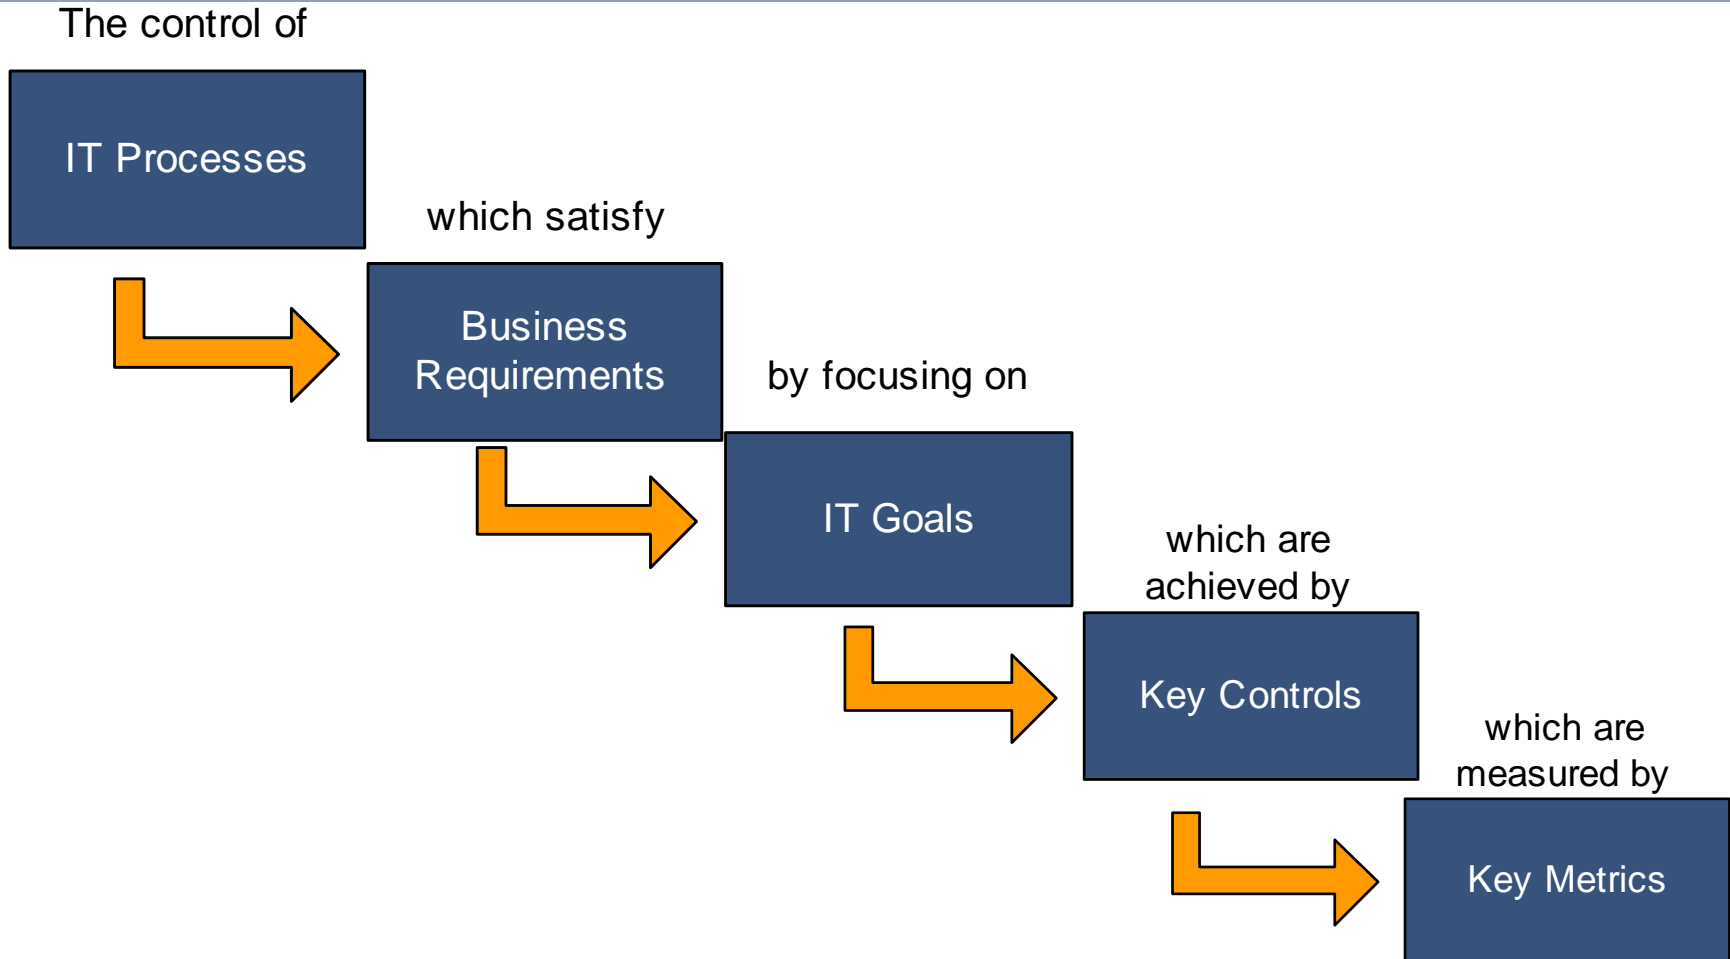 The control of
IT Processes
which satisfy
Business
Requirements
by focusing on
IT Goals
which are
achieved by
Key Controls
which are
measured by
Key Metrics